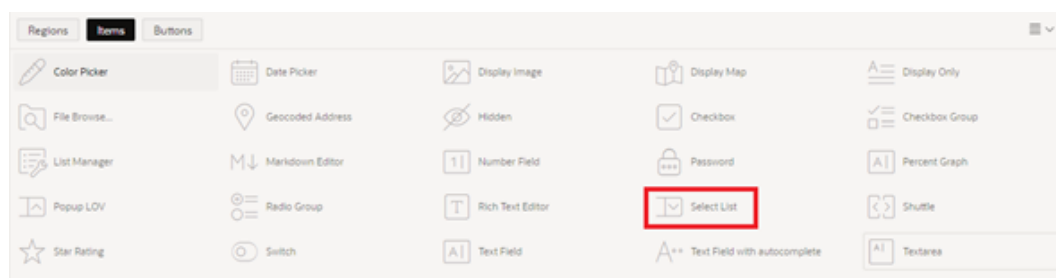 Regions Items Buttons
Color Picker Date Picker Display Image Display Map Display Only
File Browse... Geocoded Address Hidden Checkbox Checkbox Group
List Manager Markdown Editor Number Field Password Percent Graph
Popup LOV Radio Group Rich Text Editor Select List Shuttle
Star Rating Switch Text Field Text Field with autocomplete Textarea